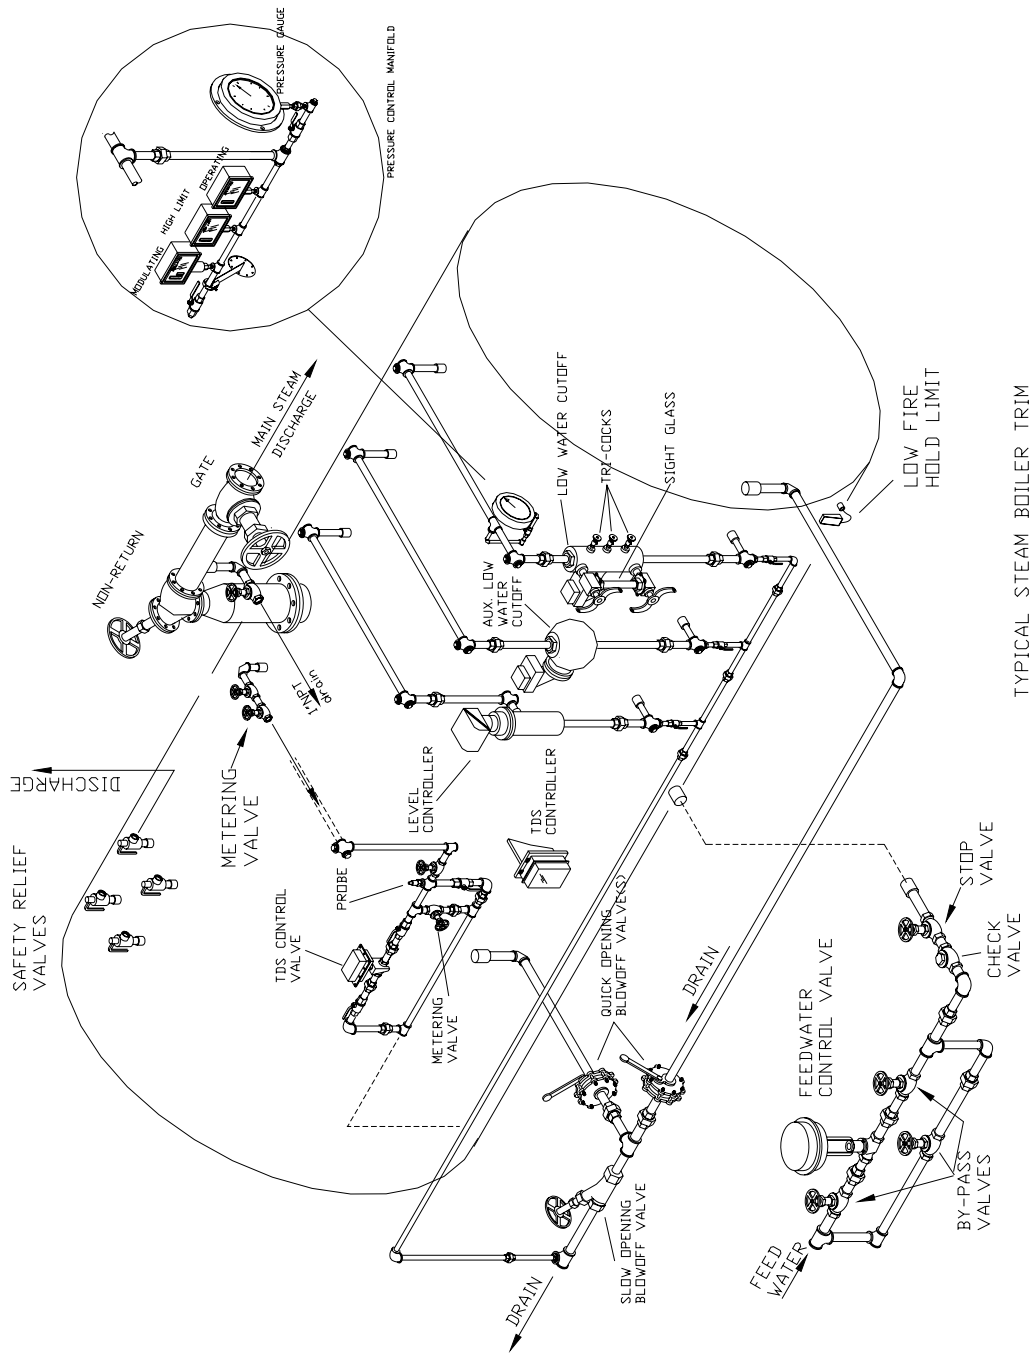 PRESSURE GAUGE
PRESSURE CONTROL MANIFOLD
OPERATING
HIGH LIMIT
MODULATING
MAIN STEAM
DISCHARGE
GATE
NON-RETURN
1"NPT
drain
DISCHARGE
SAFETY RELIEF
VALVES
METERING
VALVE
LOW WATER CUTOFF
TRI-COCKS
SIGHT GLASS
AUX. LOW
WATER
CUTOFF
LEVEL
CONTROLLER
TDS
CONTROLLER
PROBE
TDS CONTROL
VALVE
METERING
VALVE
LOW FIRE
HOLD LIMIT
QUICK OPENING
BLOWOFF VALVE(S)
DRAIN
SLOW OPENING
BLOWOFF VALVE
DRAIN
STOP
VALVE
CHECK
VALVE
FEEDWATER
CONTROL VALVE
BY-PASS
VALVES
FEED
WATER
TYPICAL STEAM BOILER TRIM